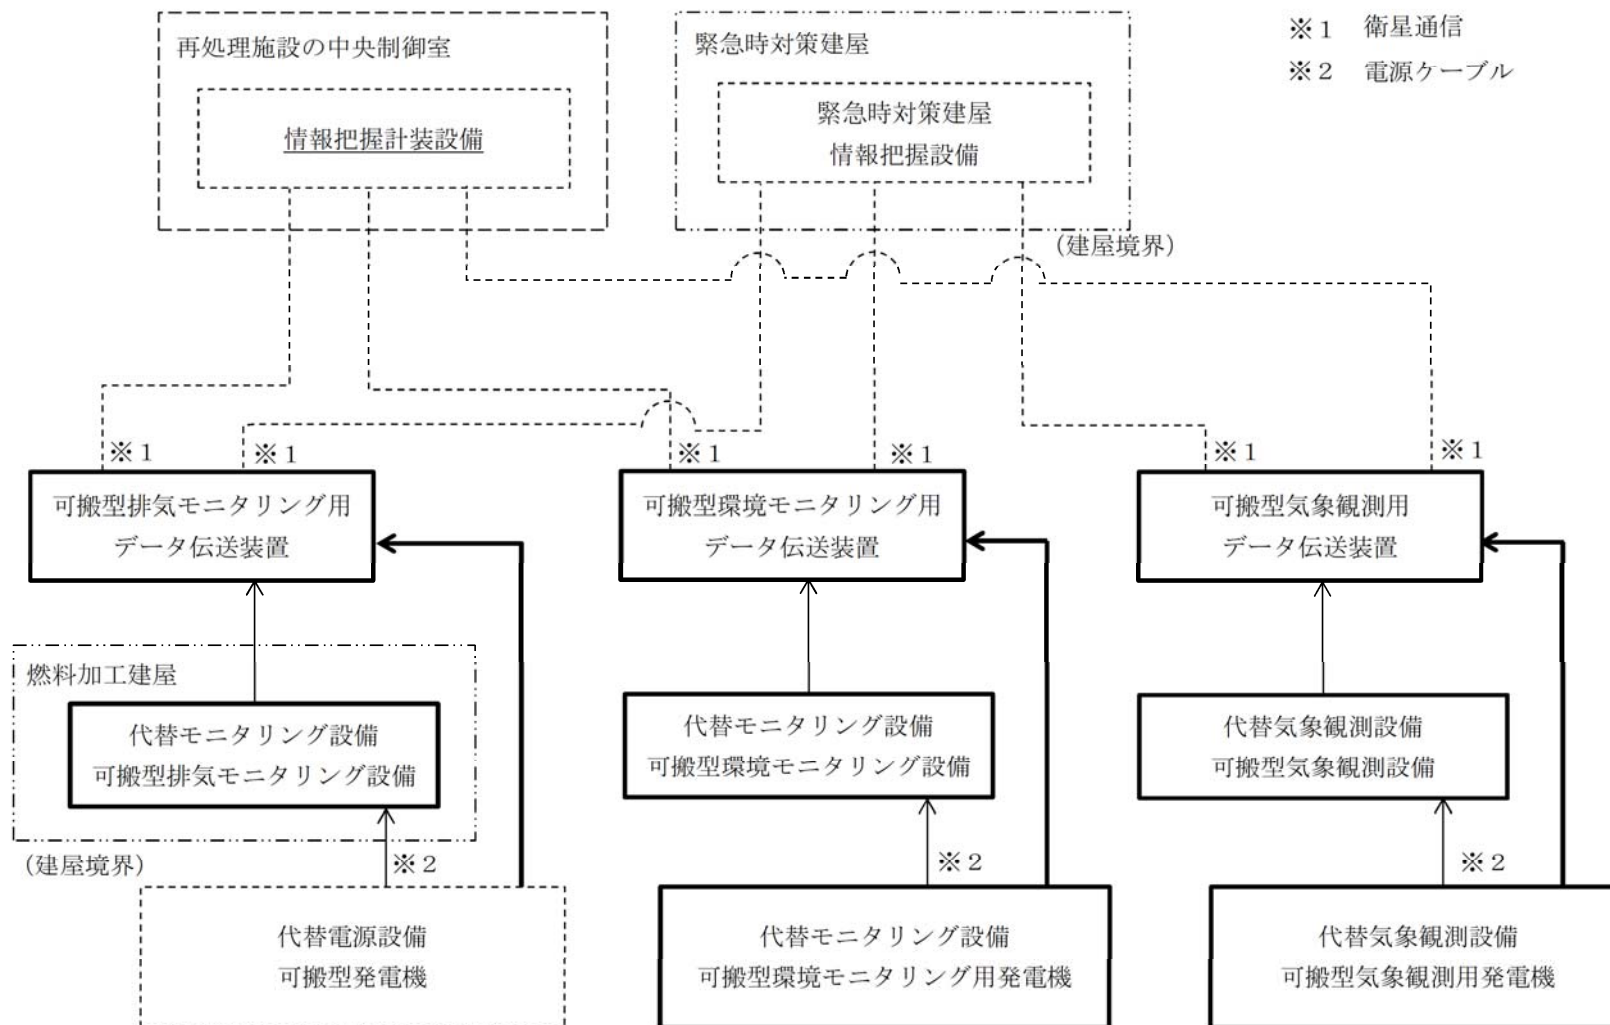 ※1 衛星通信
※2 電源ケーブル
再処理施設の中央制御室
情報把握計装設備
緊急時対策建屋
緊急時対策建屋
情報把握設備
(建屋境界)
※1
※1
※1
※1
※1
※1
可搬型排気モニタリング用
データ伝送装置
可搬型環境モニタリング用
データ伝送装置
可搬型気象観測用
データ伝送装置
燃料加工建屋
代替モニタリング設備
可搬型排気モニタリング設備
代替モニタリング設備
可搬型環境モニタリング設備
代替気象観測設備
可搬型気象観測設備
(建屋境界)
※2
※2
※2
代替電源設備
可搬型発電機
代替モニタリング設備
可搬型環境モニタリング用発電機
代替気象観測設備
可搬型気象観測用発電機